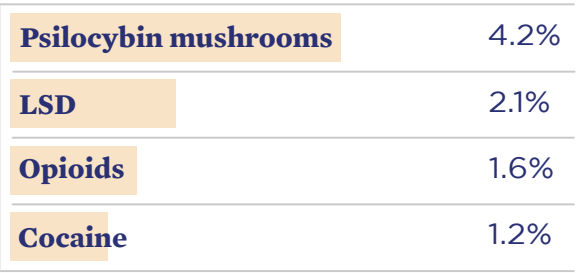 Psilocybin mushrooms 4.2%
LSD 2.1%
Opioids 1.6%
Cocaine 1.2%